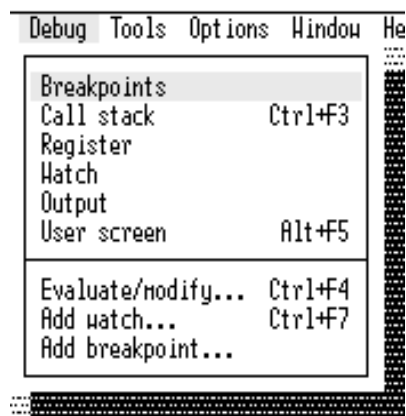 Debug Tools Options Window He
Breakpoints
Call stack Ctrl+F3
Register
Watch
Output
User screen Alt+F5
Evaluate/modify... Ctrl+F4
Add watch... Ctrl+F7
Add breakpoint...